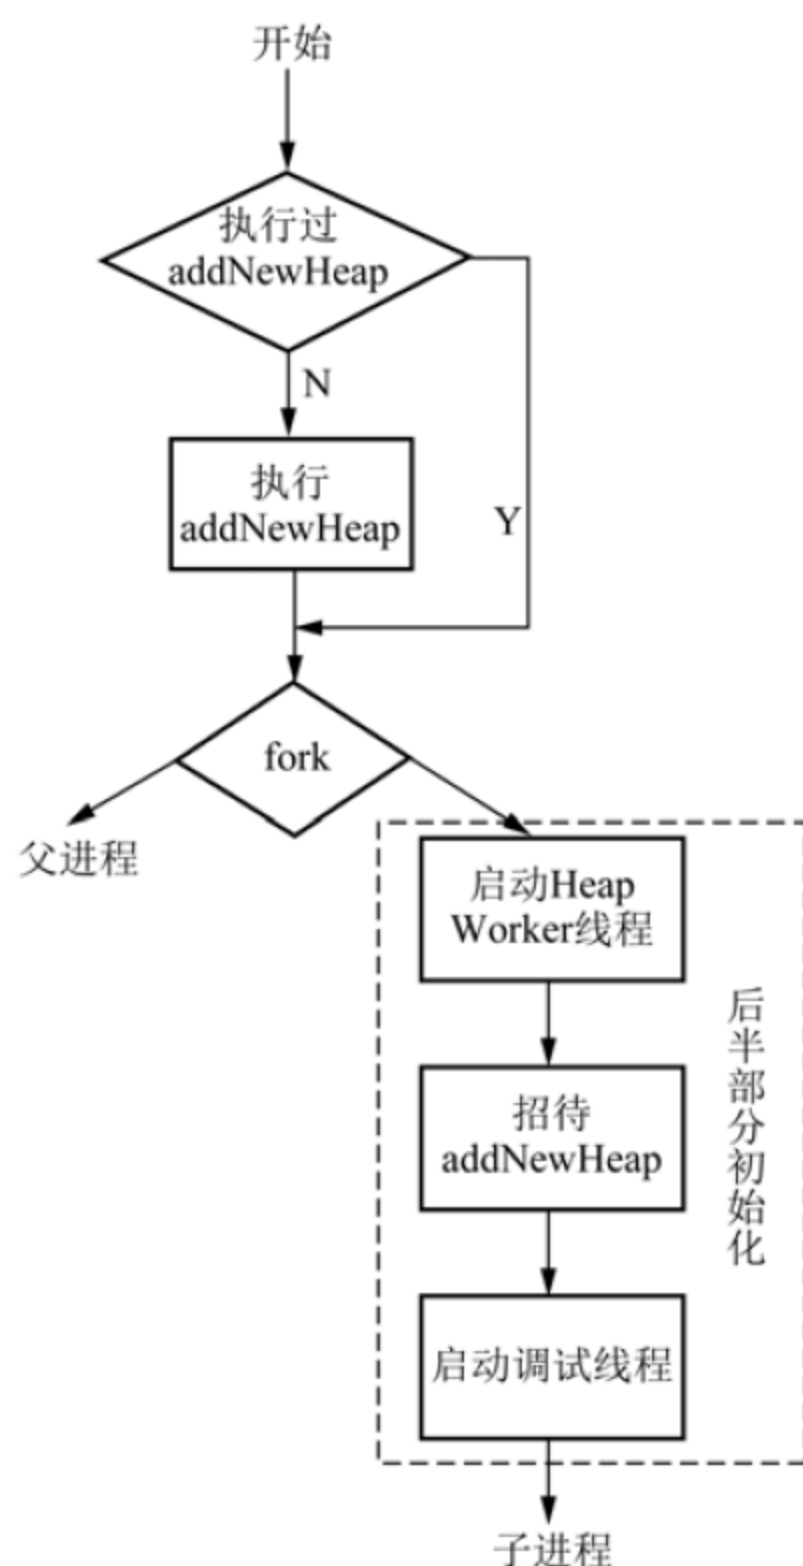 开始
执行过
addNewHeap
N
执行
addNewHeap
Y
fork
父进程
启动Heap
Worker线程
招待
addNewHeap
启动调试线程
后半部分初始化
子进程